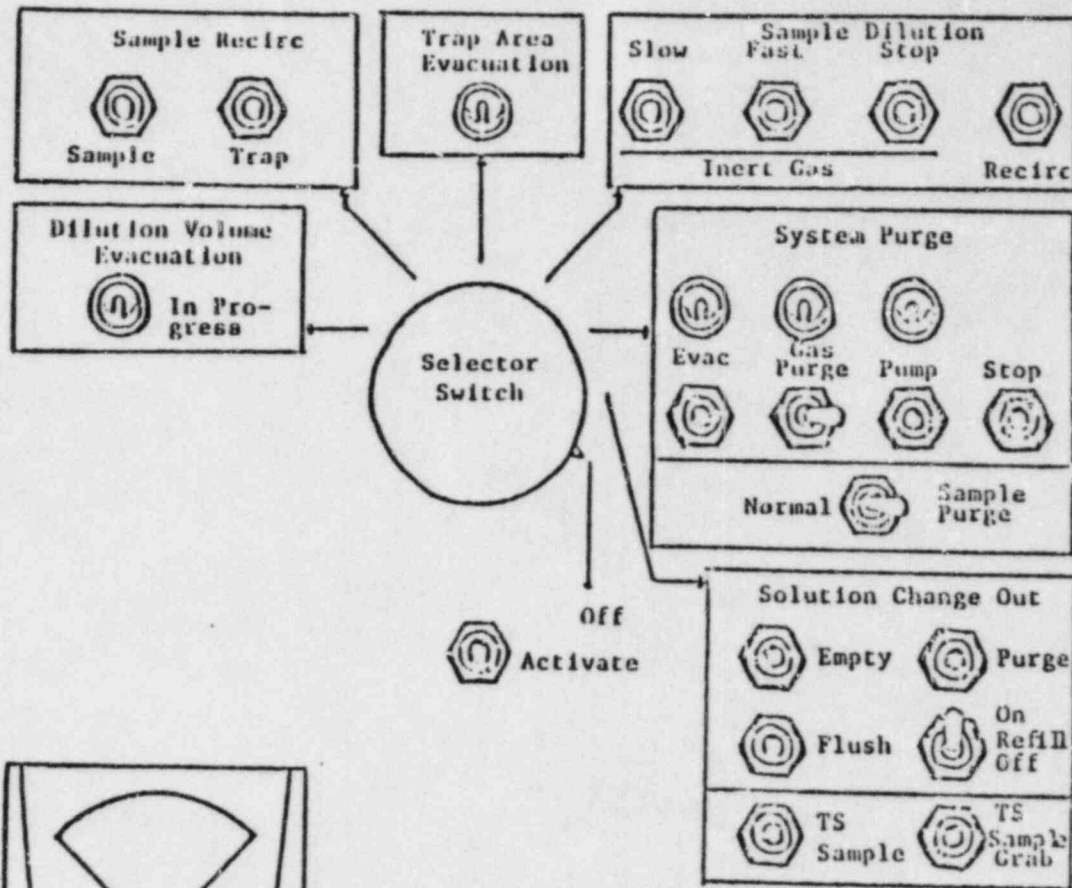 Sample Recirc
Sample
Trap
Trap Area
Evacuation
Sample Dilution
Slow
Fast
Stop
Inert Gas
Recirc
Dilution Volume
Evacuation
In Pro-
gress
Selector
Switch
System Purge
Evac
Gas
Purge
Pump
Stop
Normal
Sample
Purge
Off
Activate
Solution Change Out
Empty
Purge
Flush
On
Refill
Off
TS
Sample
TS
Sample
Grab